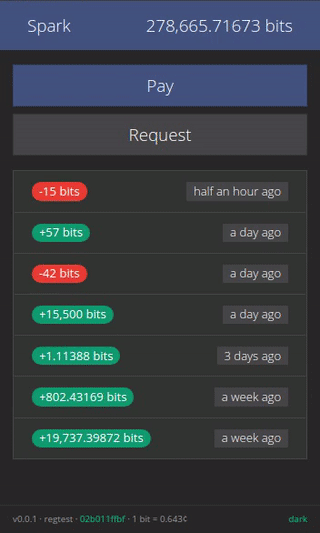 Spark 278,665.71673 bits
Pay
Request
-15 bits half an hour ago
+57 bits a day ago
-42 bits a day ago
+15,500 bits a day ago
+1.11388 bits 3 days ago
+802.43169 bits a week ago
+19,737.39872 bits a week ago
v0.0.1 · regtest · 02b011ffbf · 1 bit = 0.643¢ dark